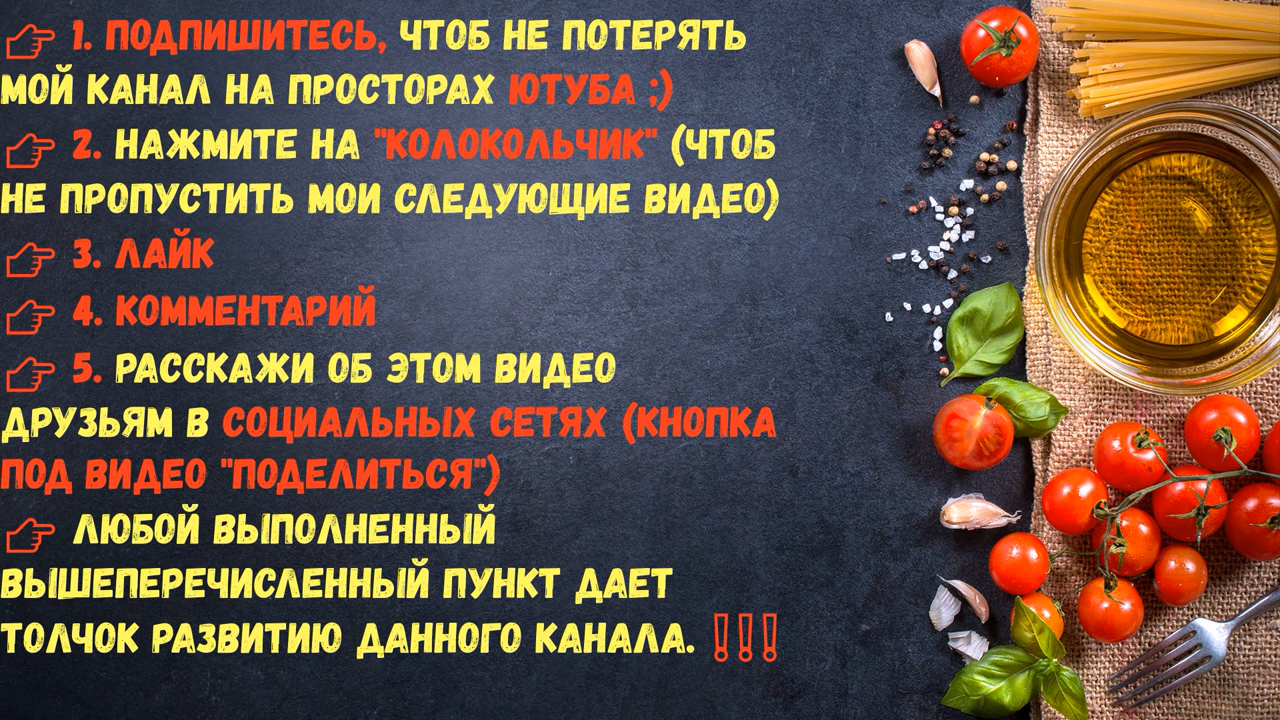 👉 1. ПОДПИШИТЕСЬ, ЧТОБ НЕ ПОТЕРЯТЬ
МОЙ КАНАЛ НА ПРОСТОРАХ ЮТУБА ;)
👉 2. НАЖМИТЕ НА "КОЛОКОЛЬЧИК" (ЧТОБ
НЕ ПРОПУСТИТЬ МОИ СЛЕДУЮЩИЕ ВИДЕО)
👉 3. ЛАЙК
👉 4. КОММЕНТАРИЙ
👉 5. РАССКАЖИ ОБ ЭТОМ ВИДЕО
ДРУЗЬЯМ В СОЦИАЛЬНЫХ СЕТЯХ (КНОПКА
ПОД ВИДЕО "ПОДЕЛИТЬСЯ")
👉 ЛЮБОЙ ВЫПОЛНЕННЫЙ
ВЫШЕПЕРЕЧИСЛЕННЫЙ ПУНКТ ДАЕТ
ТОЛЧОК РАЗВИТИЮ ДАННОГО КАНАЛА. !!!